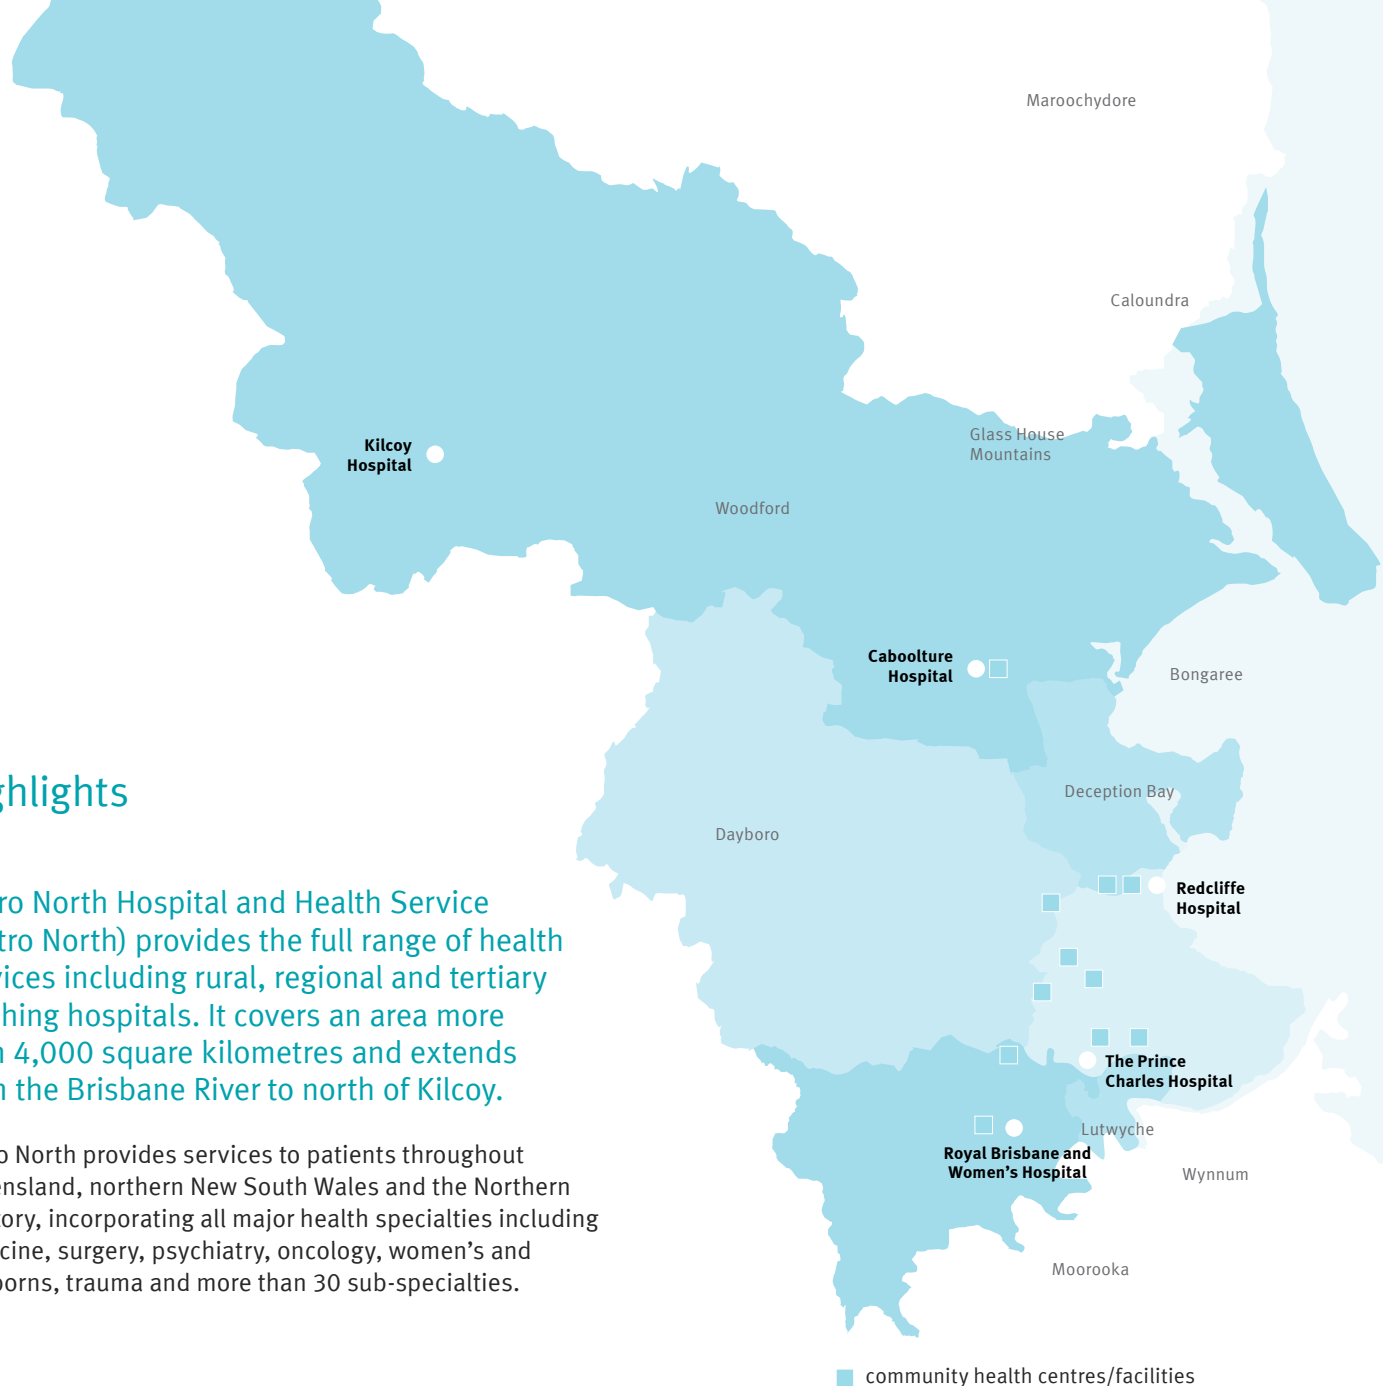 Maroochydore
Caloundra
Glass House
Mountains
Kilcoy
Hospital
Woodford
Caboolture
Hospital
Bongaree
Deception Bay
Dayboro
Redcliffe
Hospital
The Prince
Charles Hospital
Lutwyche
Royal Brisbane and
Women’s Hospital
Wynnum
Moorooka
community health centres/facilities
ghlights
ro North Hospital and Health Service
tro North) provides the full range of health
vices including rural, regional and tertiary
hing hospitals. It covers an area more
n 4,000 square kilometres and extends
n the Brisbane River to north of Kilcoy.
o North provides services to patients throughout
ensland, northern New South Wales and the Northern
tory, incorporating all major health specialties including
cine, surgery, psychiatry, oncology, women’s and
orns, trauma and more than 30 sub-specialties.